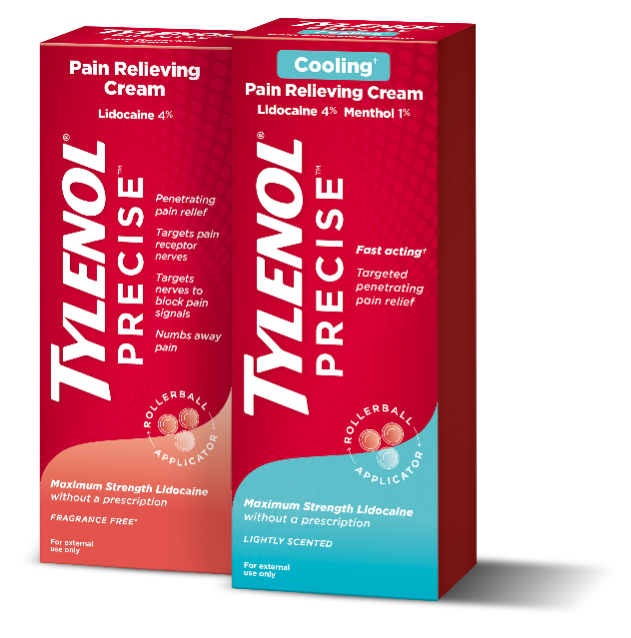 Pain Relieving
Cream
Lidocaine 4%
TYLENOL®
PRECISE™
Penetrating
pain relief
Targets pain
receptor
nerves
Targets
nerves to
block pain
signals
Numbs away
pain
ROLLERBALL
APPLICATOR
Maximum Strength Lidocaine
without a prescription
FRAGRANCE FREE*
For external
use only
Cooling†
Pain Relieving Cream
Lidocaine 4% Menthol 1%
TYLENOL®
PRECISE™
Fast acting†
Targeted
penetrating
pain relief
ROLLERBALL
APPLICATOR
Maximum Strength Lidocaine
without a prescription
LIGHTLY SCENTED
For external
use only